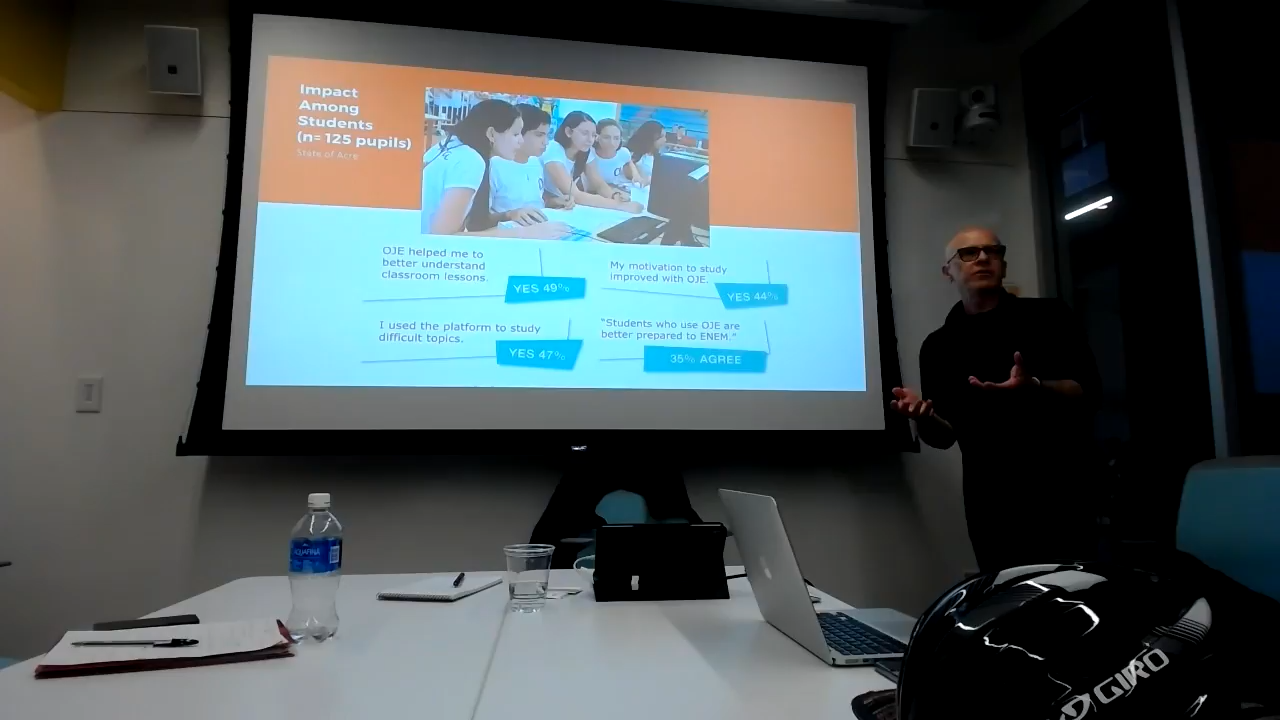 Impact
Among
Students
(n= 125 pupils)
State of Acre
OJE helped me to
better understand
classroom lessons.
YES 49%
My motivation to study
improved with OJE.
YES 44%
I used the platform to study
difficult topics.
YES 47%
"Students who use OJE are
better prepared to ENEM."
35% AGREE
AQUAFINA
GIRO